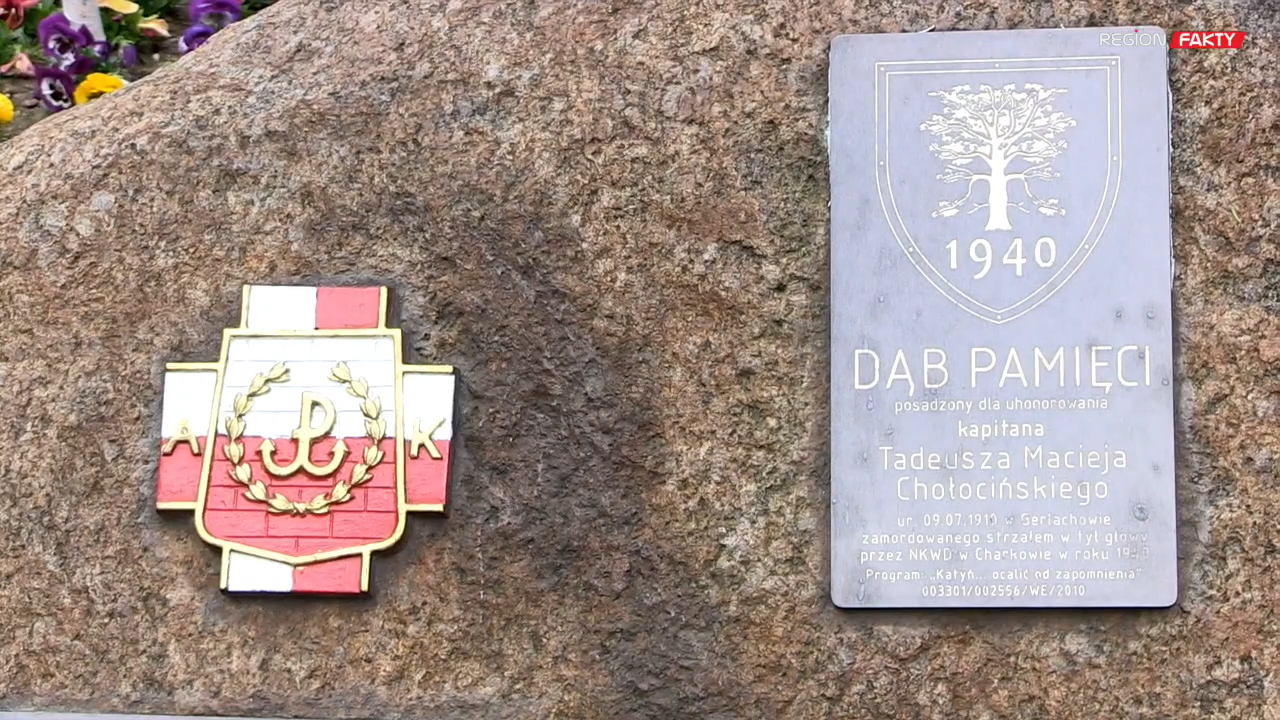 REGION FAKTY
1940
DĄB PAMIĘCI
posadzony dla uhonorowania
kapitana
Tadeusza Macieja
Chołocińskiego
ur. 09.07.1910 w Gerlachowie
zamordowanego strzałem w tył głowy
przez NKWD w Charkowie w roku 1940
Program: „Katyń... ocalić od zapomnienia"
003301/002556/WE/2010
A P K